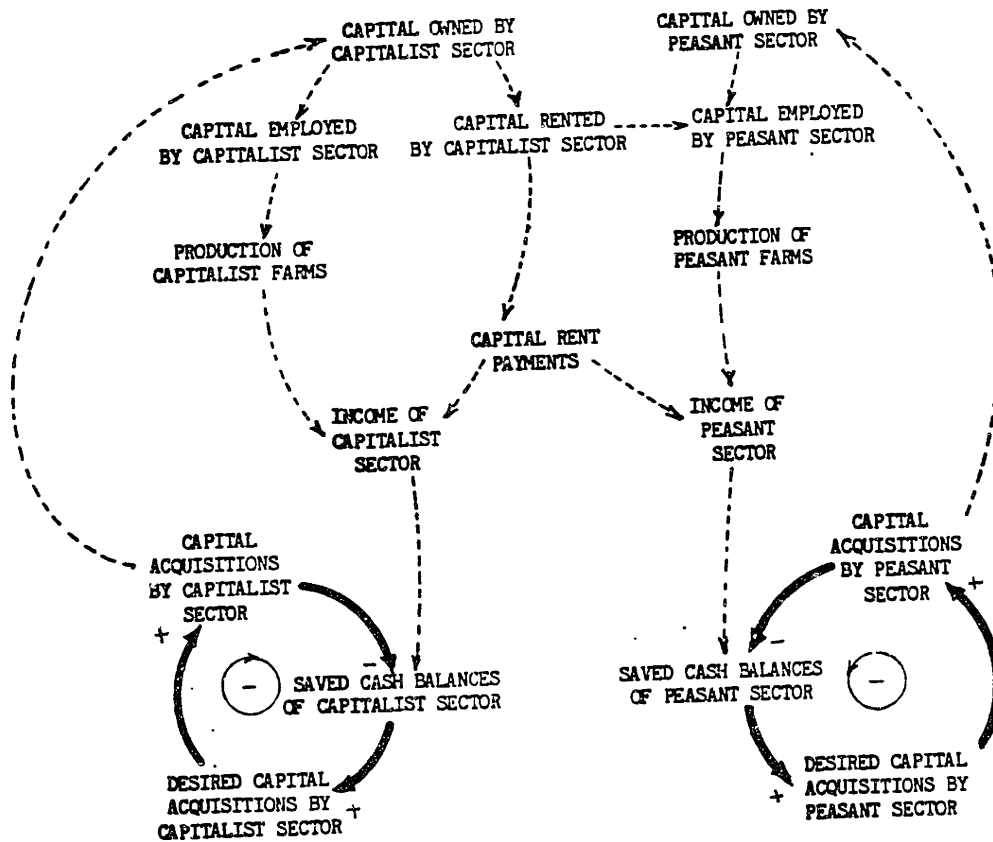 CAPITAL OWNED BY
CAPITALIST SECTOR
CAPITAL OWNED BY
PEASANT SECTOR
CAPITAL EMPLOYED
BY CAPITALIST SECTOR
CAPITAL RENTED
BY CAPITALIST SECTOR
CAPITAL EMPLOYED
BY PEASANT SECTOR
PRODUCTION OF
CAPITALIST FARMS
PRODUCTION OF
PEASANT FARMS
CAPITAL RENT
PAYMENTS
INCOME OF
CAPITALIST
SECTOR
INCOME OF
PEASANT
SECTOR
CAPITAL
ACQUISITIONS
BY CAPITALIST
SECTOR
+
CAPITAL
ACQUISITIONS
BY PEASANT
SECTOR
+
-
-
-
SAVED CASH BALANCES
OF CAPITALIST SECTOR
-
SAVED CASH BALANCES
OF PEASANT SECTOR
DESIRED CAPITAL
ACQUISITIONS BY
CAPITALIST SECTOR
+
DESIRED CAPITAL
ACQUISITIONS BY
PEASANT SECTOR
+